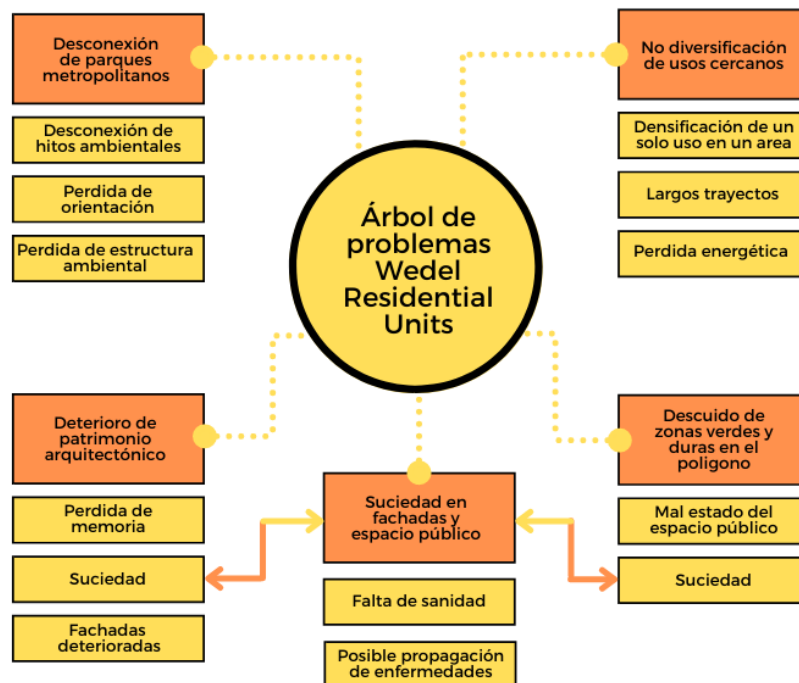 Desconexión
de parques
metropolitanos
Desconexión de
hitos ambientales
Perdida de
orientación
Perdida de estructura
ambiental
No diversificación
de usos cercanos
Densificación de un
solo uso en un area
Largos trayectos
Perdida energética
Árbol de
problemas
Wedel
Residential
Units
Deterioro de
patrimonio
arquitectónico
Perdida de
memoria
Suciedad
Fachadas
deterioradas
Suciedad en
fachadas y
espacio público
Falta de sanidad
Posible propagación
de enfermedades
Descuido de
zonas verdes y
duras en el
poligono
Mal estado del
espacio público
Suciedad